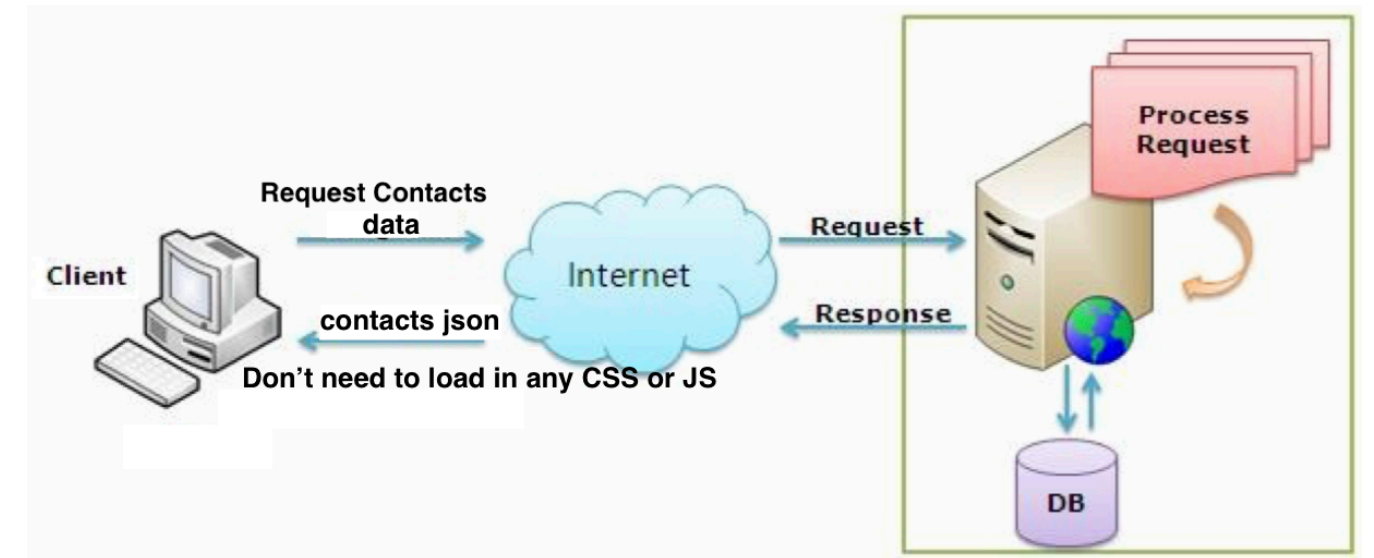 Process
Request
Request Contacts
data
Request
Client
Internet
contacts json
Response
Don't need to load in any CSS or JS
DB